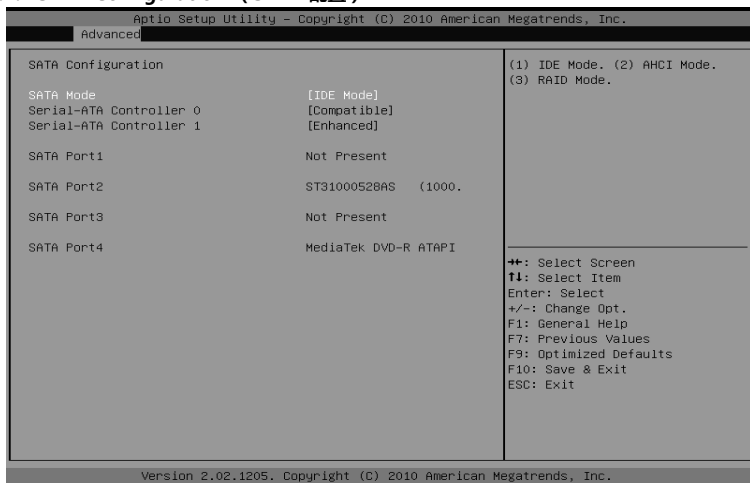 Aptio Setup Utility – Copyright (C) 2010 American Megatrends, Inc.
Advanced
SATA Configuration
SATA Mode [IDE Mode]
Serial-ATA Controller 0 [Compatible]
Serial-ATA Controller 1 [Enhanced]
SATA Port1 Not Present
SATA Port2 ST31000528AS (1000.
SATA Port3 Not Present
SATA Port4 MediaTek DVD-R ATAPI
(1) IDE Mode. (2) AHCI Mode.
(3) RAID Mode.
→←: Select Screen
↑↓: Select Item
Enter: Select
+/-: Change Opt.
F1: General Help
F7: Previous Values
F9: Optimized Defaults
F10: Save & Exit
ESC: Exit
Version 2.02.1205. Copyright (C) 2010 American Megatrends, Inc.